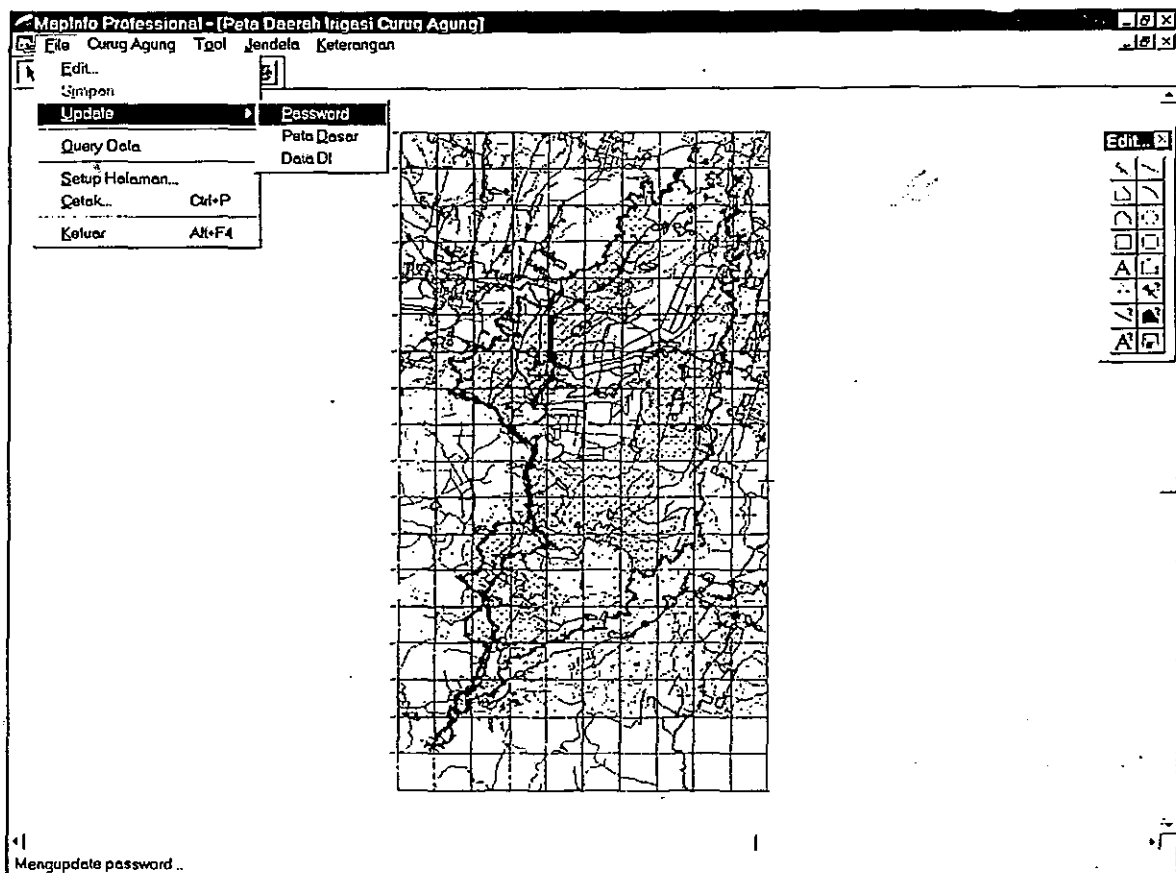 MapInfo Professional - [Peta Daerah Irigasi Curug Agung]
File Curug Agung Tool Jendela Keterangan
Edit...
Simpan
Update
Password
Peta Dasar
Data DI
Query Data
Setup Halaman...
Cetak... Ctrl+P
Keluar Alt+F4
Edit...
A
A?
Mengupdate password ..